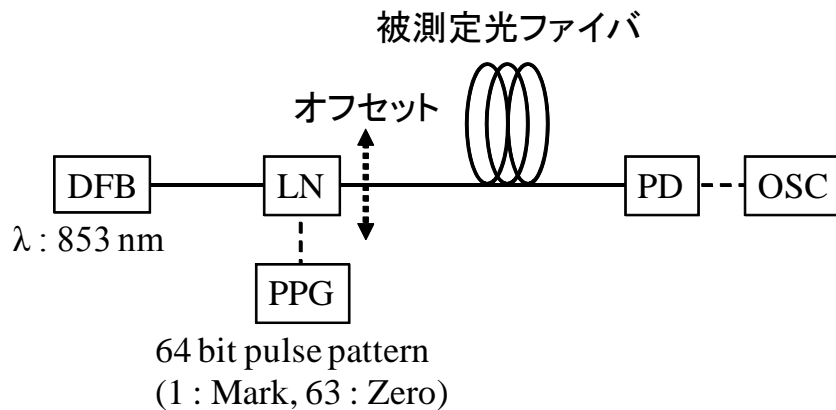 被測定光ファイバ
オフセット
DFB
LN
PD
OSC
λ : 853 nm
PPG
64 bit pulse pattern
(1 : Mark, 63 : Zero)